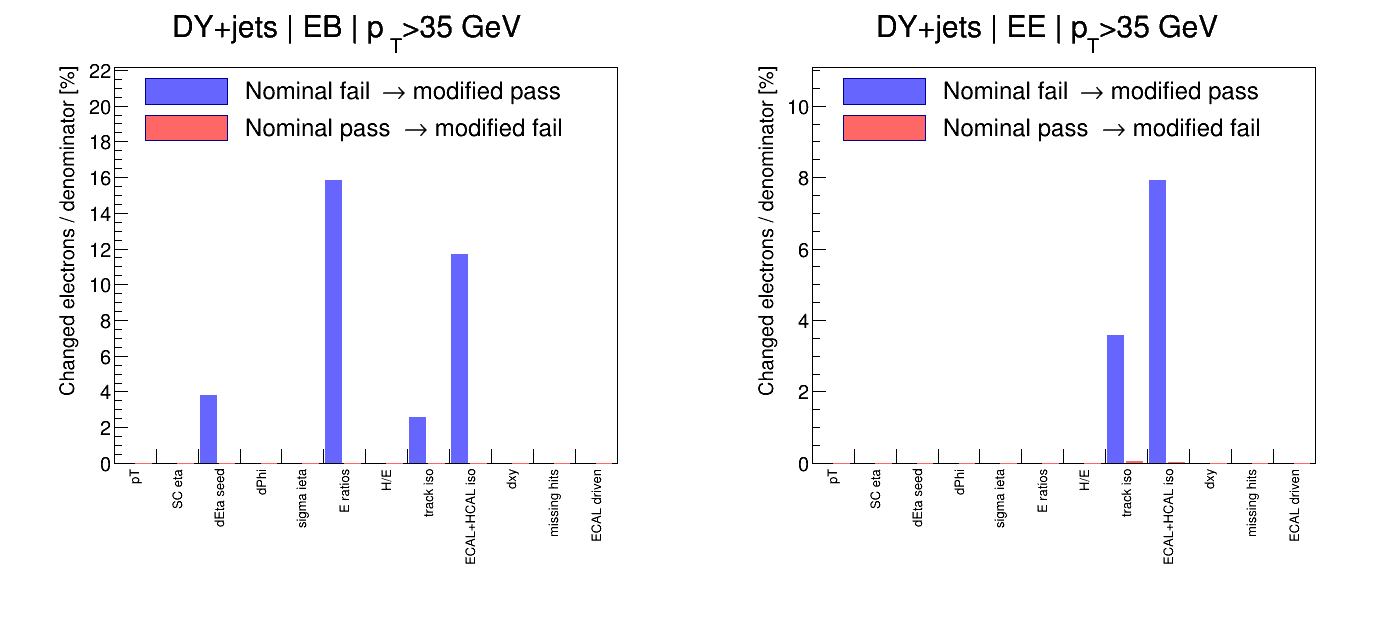 DY+jets | EB | p_T>35 GeV
Changed electrons / denominator [%]
Nominal fail → modified pass
Nominal pass → modified fail
22
20
18
16
14
12
10
8
6
4
2
0
pT
SC eta
dEta seed
dPhi
sigma ieta
E ratios
H/E
track iso
ECAL+HCAL iso
dxy
missing hits
ECAL driven
DY+jets | EE | p_T>35 GeV
Changed electrons / denominator [%]
Nominal fail → modified pass
Nominal pass → modified fail
10
8
6
4
2
0
pT
SC eta
dEta seed
dPhi
sigma ieta
E ratios
H/E
track iso
ECAL+HCAL iso
dxy
missing hits
ECAL driven